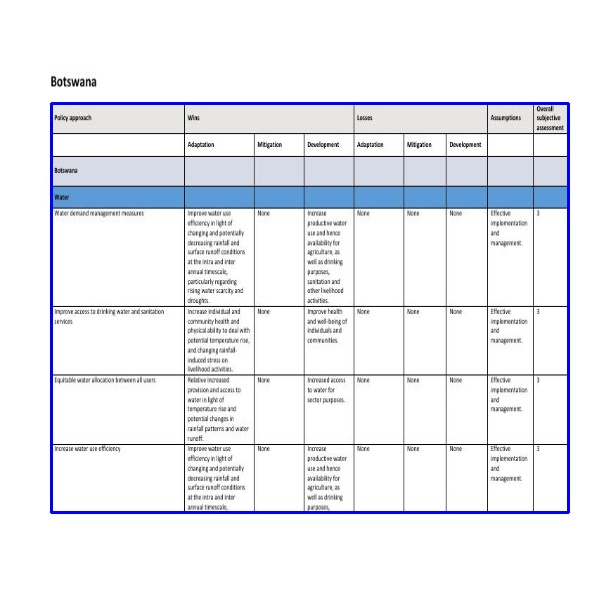 Botswana
Policy approach Wins Losses Assumptions Overall subjective assessment
Adaptation Mitigation Development Adaptation Mitigation Development
Botswana
Water
Water demand management measures
Improve water use
efficiency in light of
changing and potentially
decreasing rainfall and
surface runoff conditions
at the intra and inter
annual timescale,
particularly regarding
rising water scarcity and
droughts.
None
Increase
productive water
use and hence
availability for
agriculture, as
well as drinking
purposes,
sanitation and
other livelihood
activities.
None
None
None
Effective
implementation
and
management.
3
Improve access to drinking water and sanitation
services
Increase individual and
community health and
physical ability to deal with
potential temperature rise,
and changing rainfall-
induced stress on
livelihood activities.
None
Improve health
and well-being of
individuals and
communities.
None
None
None
Effective
implementation
and
management.
3
Equitable water allocation between all users
Relative increased
provision and access to
water in light of
temperature rise and
potential changes in
rainfall patterns and water
runoff.
None
Increased access
to water for
sector purposes.
None
None
None
Effective
implementation
and
management.
3
Increase water use efficiency
Improve water use
efficiency in light of
changing and potentially
decreasing rainfall and
surface runoff conditions
at the intra and inter
annual timescale,
None
Increase
productive water
use and hence
availability for
agriculture, as
well as drinking
purposes,
None
None
None
Effective
implementation
and
management.
3